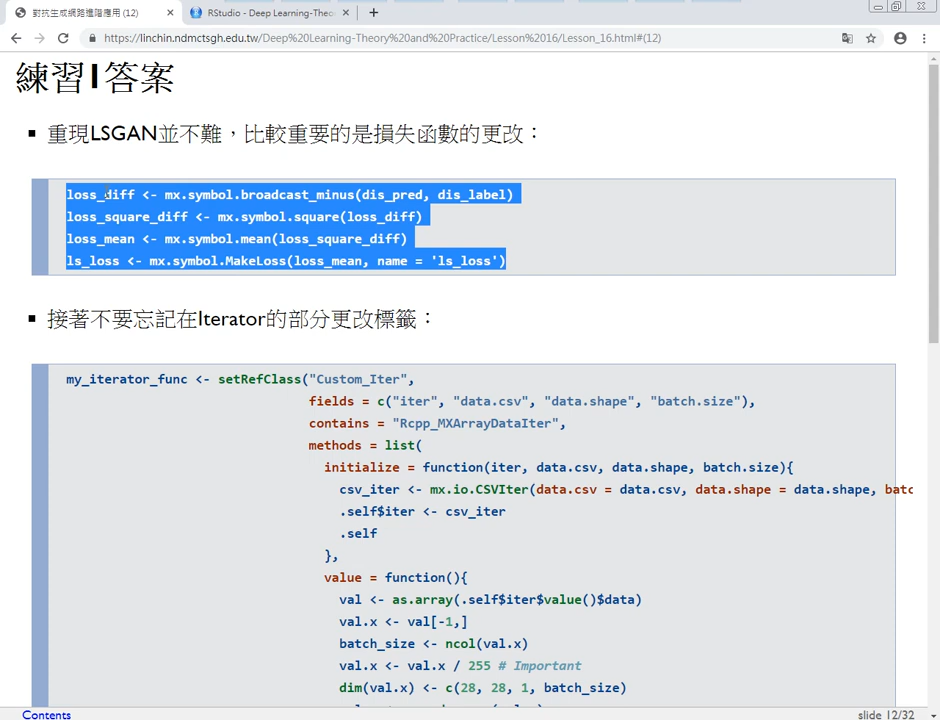 對抗生成網路進階應用 (12)
RStudio - Deep Learning-Theor
https://linchin.ndmctsgh.edu.tw/Deep%20Learning-Theory%20and%20Practice/Lesson%2016/Lesson_16.html#(12)
練習1答案
重現LSGAN並不難，比較重要的是損失函數的更改：
loss_diff <- mx.symbol.broadcast_minus(dis_pred, dis_label)
loss_square_diff <- mx.symbol.square(loss_diff)
loss_mean <- mx.symbol.mean(loss_square_diff)
ls_loss <- mx.symbol.MakeLoss(loss_mean, name = 'ls_loss')
接著不要忘記在Iterator的部分更改標籤：
my_iterator_func <- setRefClass("Custom_Iter",
fields = c("iter", "data.csv", "data.shape", "batch.size"),
contains = "Rcpp_MXArrayDataIter",
methods = list(
initialize = function(iter, data.csv, data.shape, batch.size){
csv_iter <- mx.io.CSVIter(data.csv = data.csv, data.shape = data.shape, batc
.self$iter <- csv_iter
.self
},
value = function(){
val <- as.array(.self$iter$value()$data)
val.x <- val[-1,]
batch_size <- ncol(val.x)
val.x <- val.x / 255 # Important
dim(val.x) <- c(28, 28, 1, batch_size)
Contents
slide 12/32